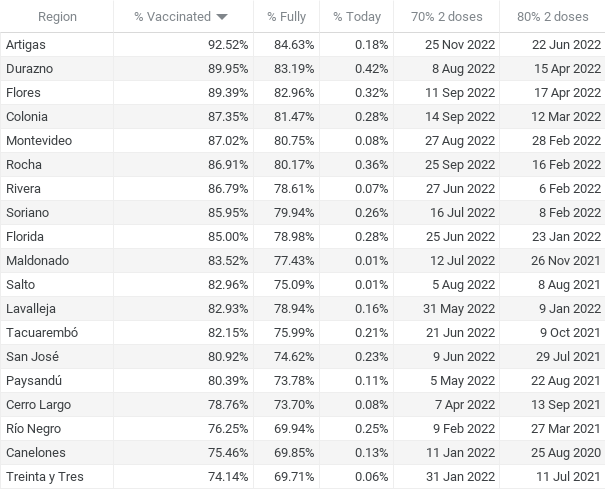 Region % Vaccinated % Fully % Today 70% 2 doses 80% 2 doses
Artigas 92.52% 84.63% 0.18% 25 Nov 2022 22 Jun 2022
Durazno 89.95% 83.19% 0.42% 8 Aug 2022 15 Apr 2022
Flores 89.39% 82.96% 0.32% 11 Sep 2022 17 Apr 2022
Colonia 87.35% 81.47% 0.28% 14 Sep 2022 12 Mar 2022
Montevideo 87.02% 80.75% 0.08% 27 Aug 2022 28 Feb 2022
Rocha 86.91% 80.17% 0.36% 25 Sep 2022 16 Feb 2022
Rivera 86.79% 78.61% 0.07% 27 Jun 2022 6 Feb 2022
Soriano 85.95% 79.94% 0.26% 16 Jul 2022 8 Feb 2022
Florida 85.00% 78.98% 0.28% 25 Jun 2022 23 Jan 2022
Maldonado 83.52% 77.43% 0.01% 12 Jul 2022 26 Nov 2021
Salto 82.96% 75.09% 0.01% 5 Aug 2022 8 Aug 2021
Lavalleja 82.93% 78.94% 0.16% 31 May 2022 9 Jan 2022
Tacuarembó 82.15% 75.99% 0.21% 21 Jun 2022 9 Oct 2021
San José 80.92% 74.62% 0.23% 9 Jun 2022 29 Jul 2021
Paysandú 80.39% 73.78% 0.11% 5 May 2022 22 Aug 2021
Cerro Largo 78.76% 73.70% 0.08% 7 Apr 2022 13 Sep 2021
Río Negro 76.25% 69.94% 0.25% 9 Feb 2022 27 Mar 2021
Canelones 75.46% 69.85% 0.13% 11 Jan 2022 25 Aug 2020
Treinta y Tres 74.14% 69.71% 0.06% 31 Jan 2022 11 Jul 2021